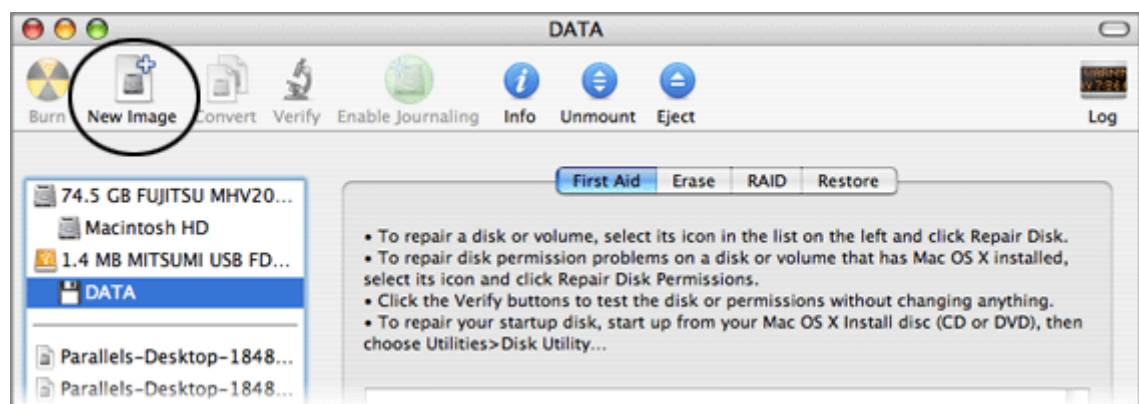 DATA
Burn New Image Convert Verify Enable Journaling Info Unmount Eject Log
First Aid Erase RAID Restore
74.5 GB FUJITSU MHV20...
Macintosh HD
1.4 MB MITSUMI USB FD...
DATA
Parallels-Desktop-1848...
Parallels-Desktop-1848...
• To repair a disk or volume, select its icon in the list on the left and click Repair Disk.
• To repair disk permission problems on a disk or volume that has Mac OS X installed,
select its icon and click Repair Disk Permissions.
• Click the Verify buttons to test the disk or permissions without changing anything.
• To repair your startup disk, start up from your Mac OS X Install disc (CD or DVD), then
choose Utilities>Disk Utility...